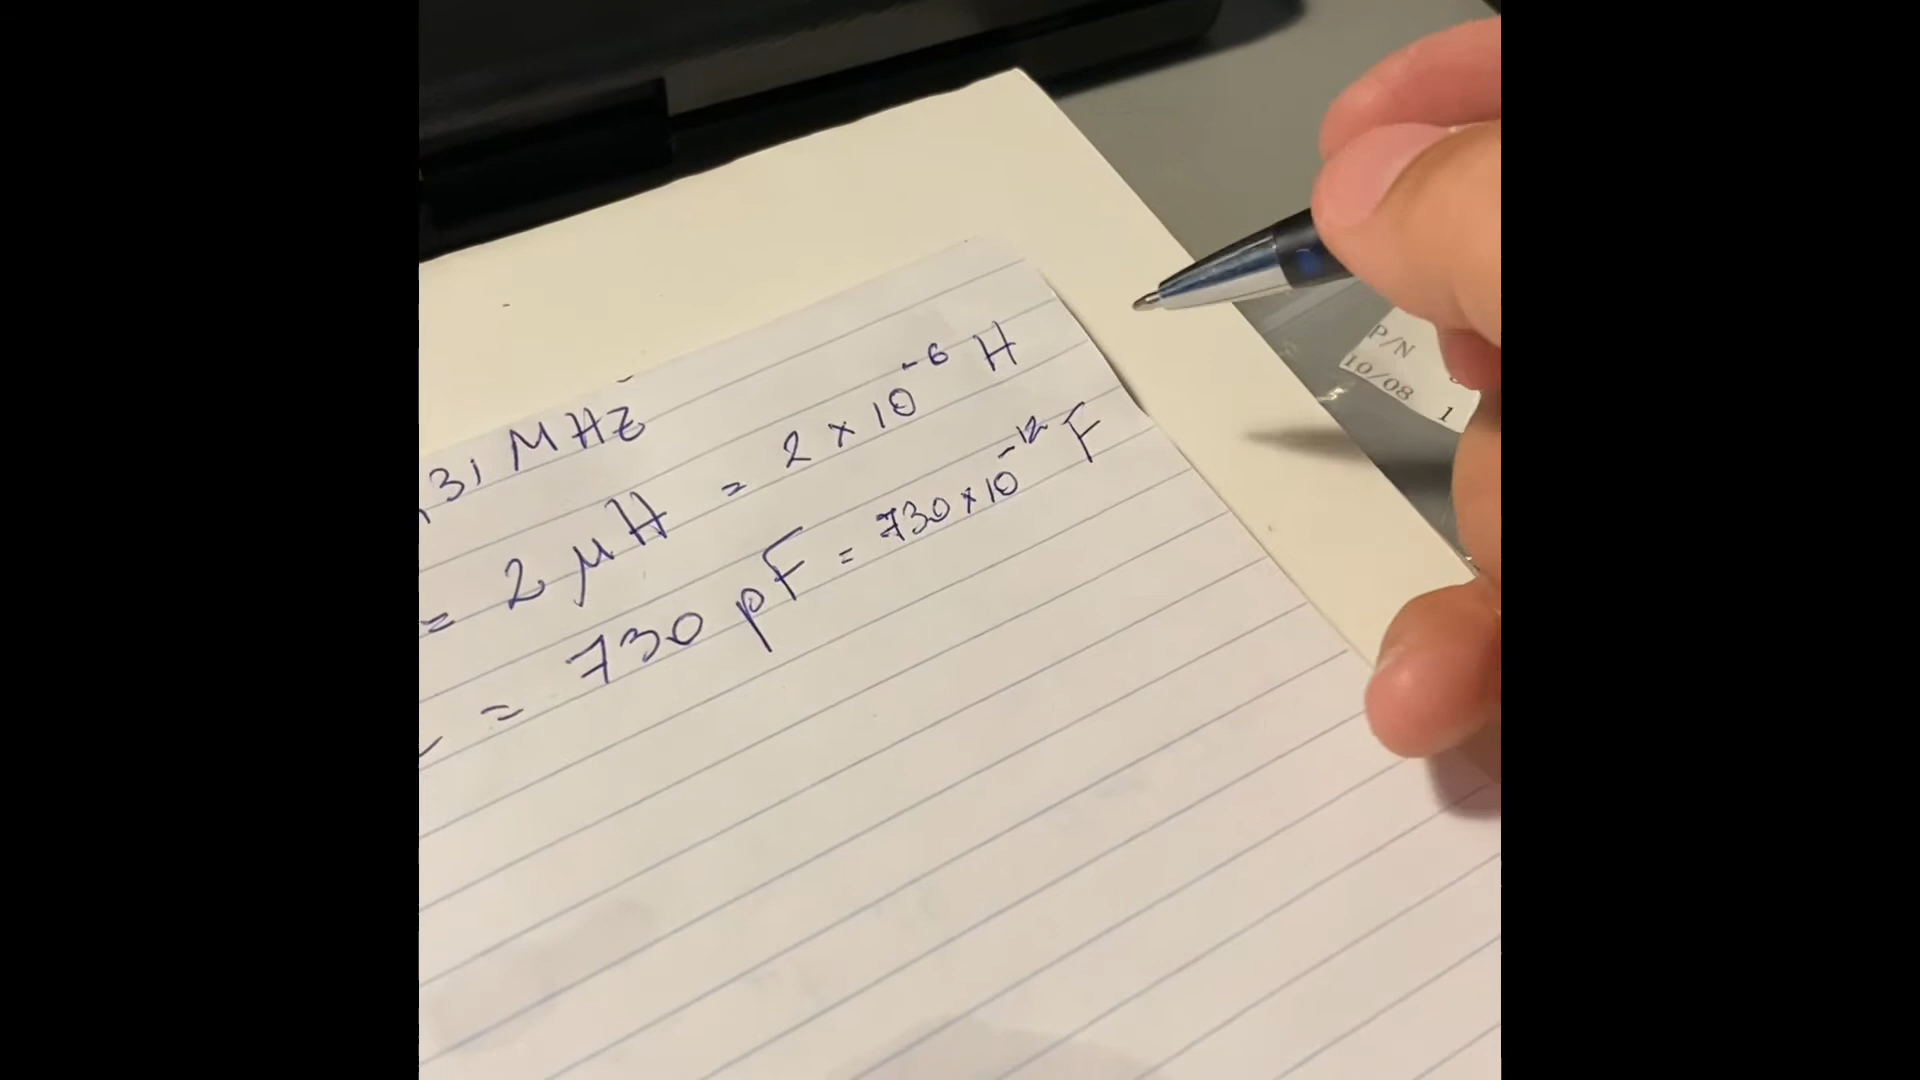 ,31 MHZ
= 2 μH = 2 × 10⁻⁶ H
= 730 pF = 730 × 10⁻¹² F
P/N
10/08 1